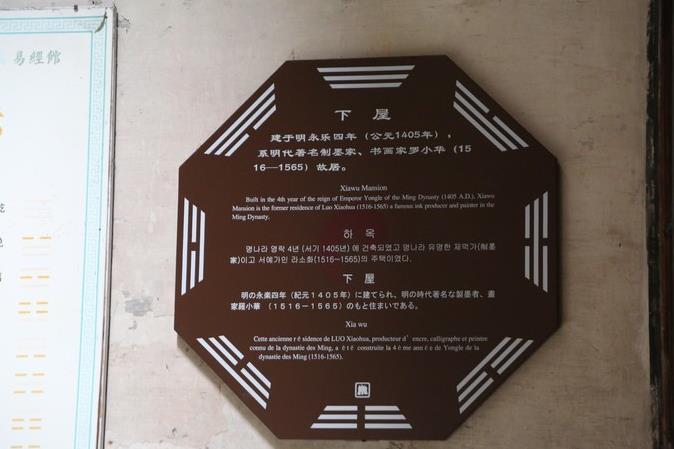 易經館
下 屋
建于明永乐四年（公元1405年），
系明代著名制墨家、书画家罗小华（15
16—1565）故居。
Xiawu Mansion
Built in the 4th year of the reign of Emperor Yongle of the Ming Dynasty (1405 A.D.), Xiawu
Mansion is the former residence of Luo Xiaohua (1516-1565) a famous ink producer and painter in the
Ming Dynasty.
하 옥
명나라 영락 4년 (서기 1405년) 에 건축되였고 명나라 유명한 제먹가(制墨
家)이고 서예가인 라소화(1516~1565)의 주택이였다.
下 屋
明の永楽四年（紀元１４０５年）に建てられ、明の時代著名な製墨者、畫
家羅小華 （１５１６－１５６５）のもと住まいである。
Xia wu
Cette ancienne r é sidence de LUO Xiaohua, producteur d' encre, calligraphe et peintre
connu de la dynastie des Ming, a é t é construite la 4 è me ann é e de Yongle de la
dynastie des Ming (1516-1565).